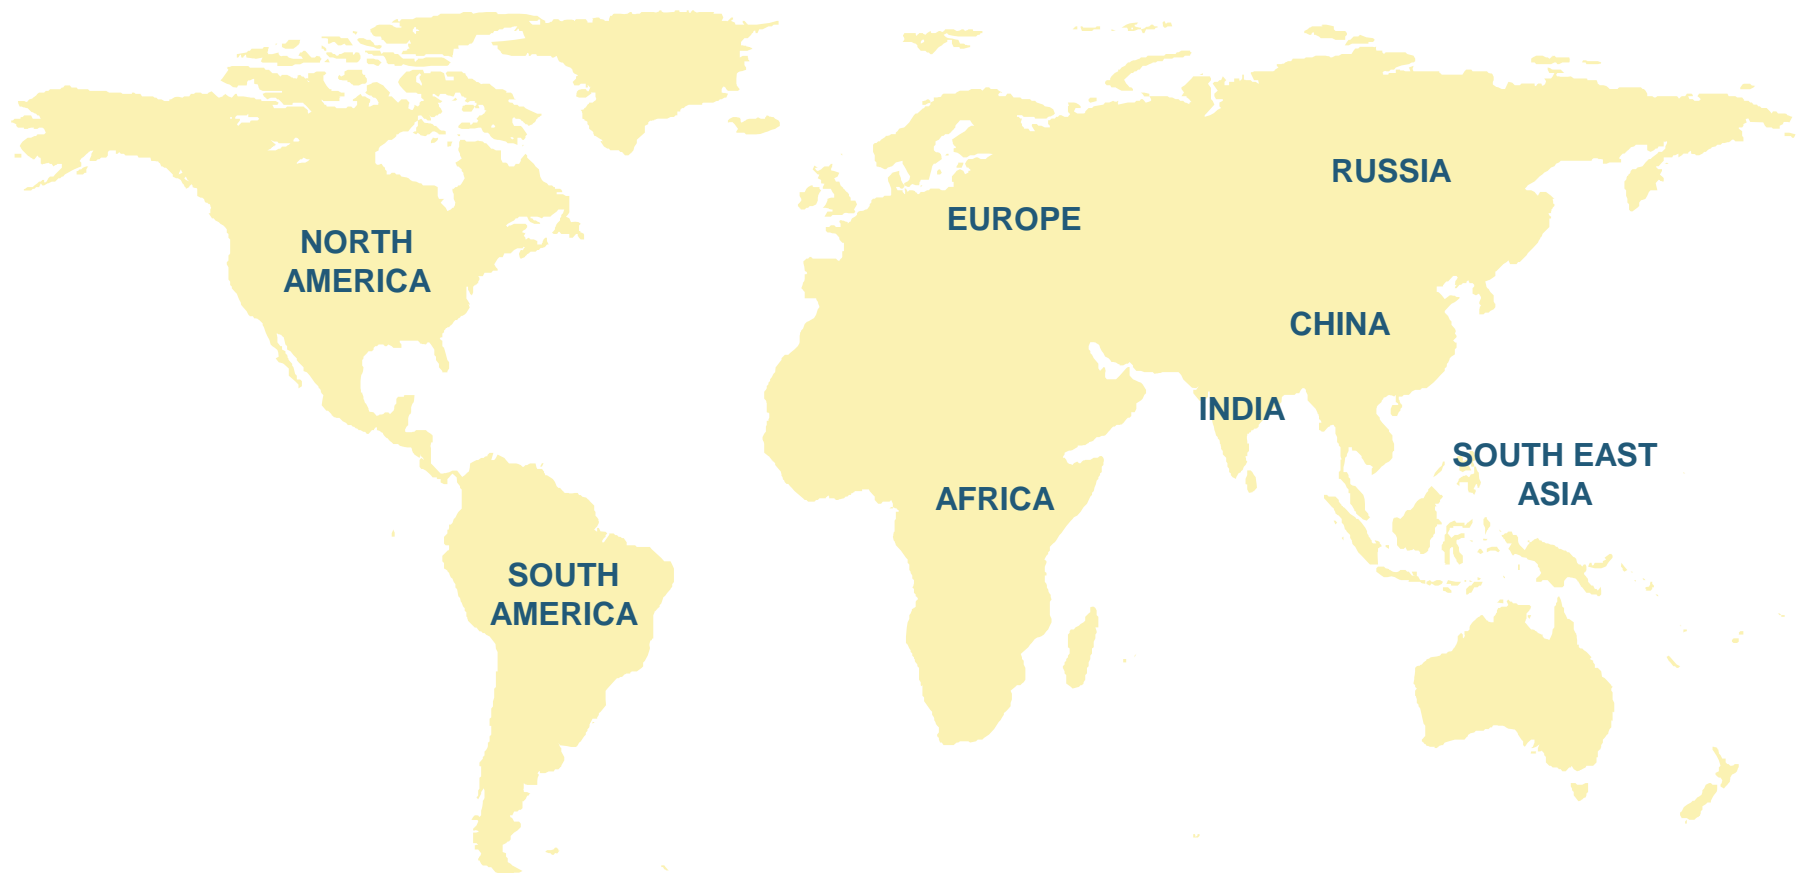 RUSSIA
EUROPE
NORTH
AMERICA
CHINA
INDIA
SOUTH EAST
ASIA
AFRICA
SOUTH
AMERICA